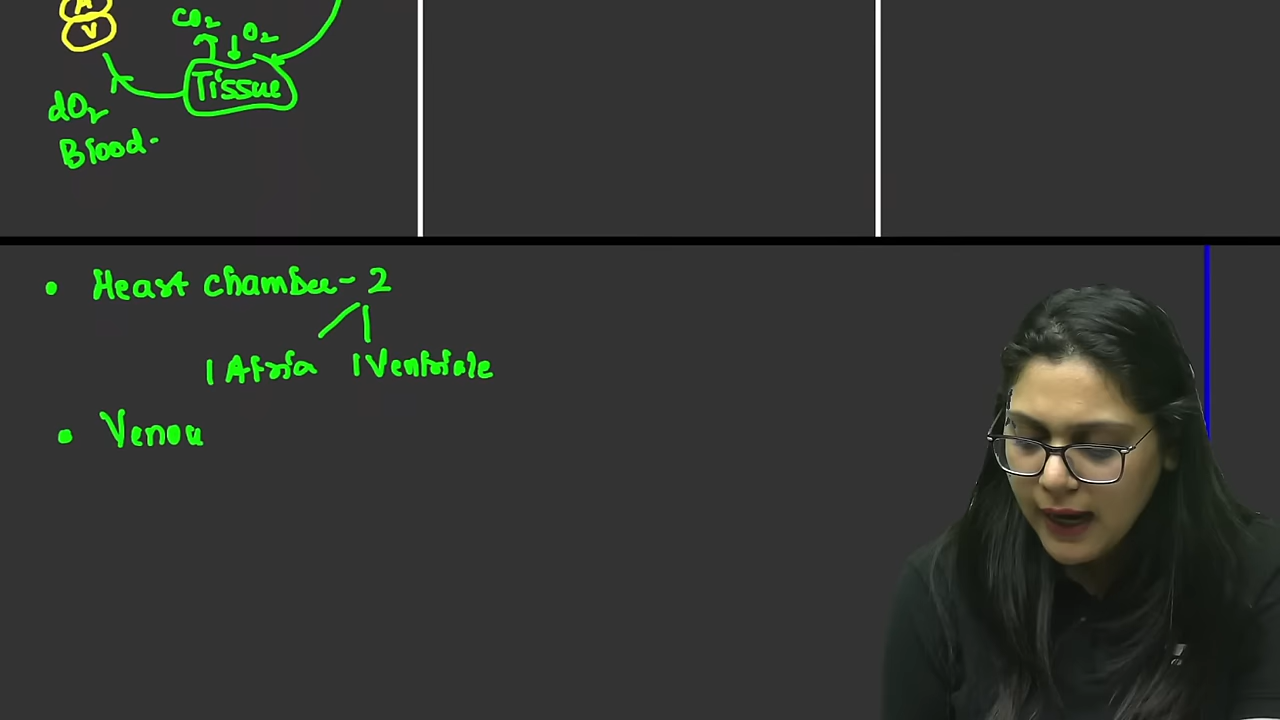 A
V
CO2
O2
Tissue
dO2
Blood.
• Heart chamber - 2
1 Atria 1 Ventricle
• Venou